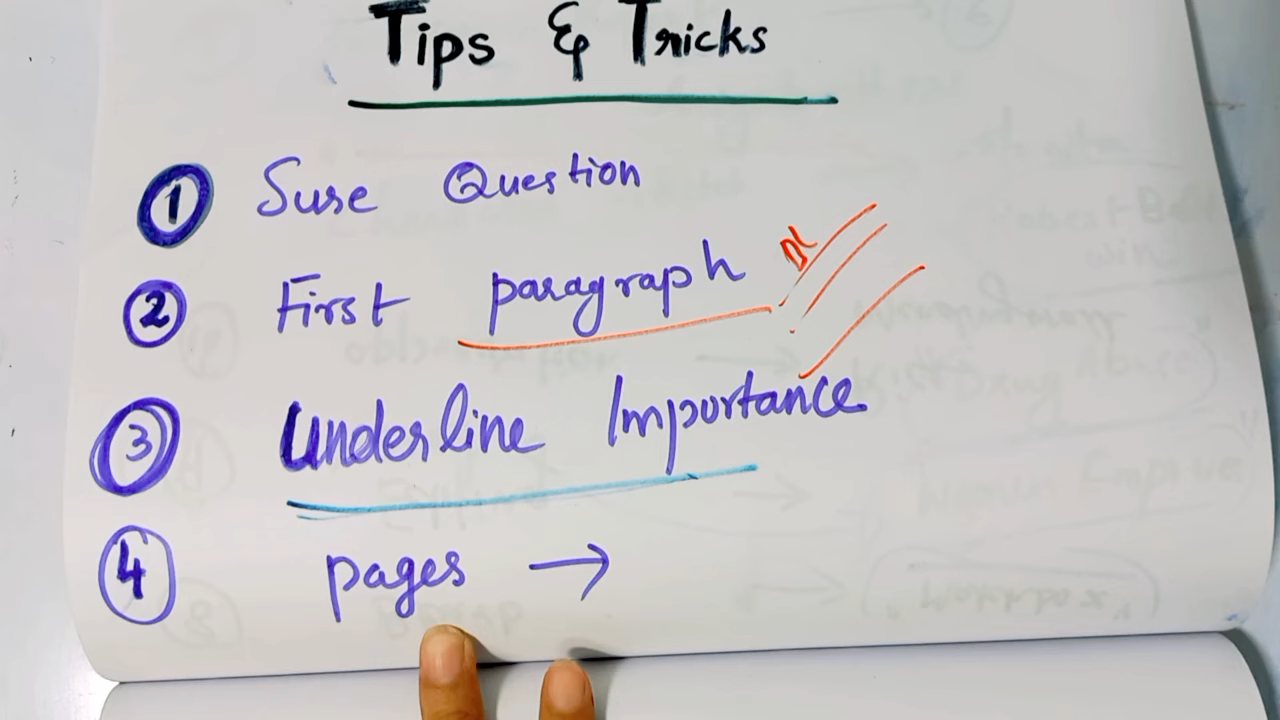 Tips & Tricks
1 Sure Question
2 First paragraph
3 Underline Importance
4 pages →